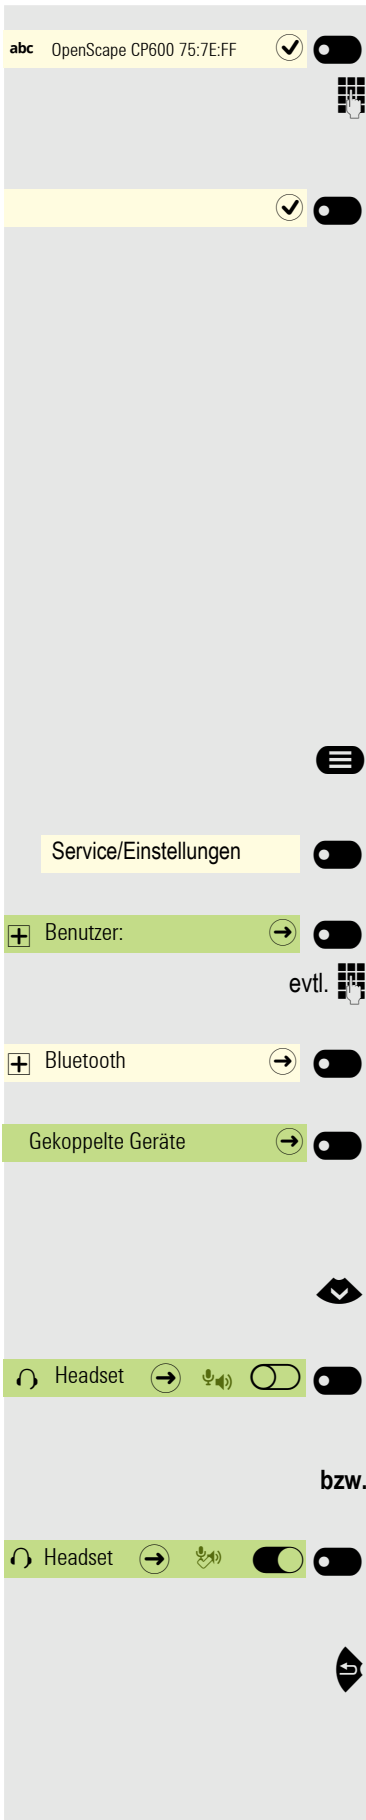 abc OpenScape CP600 75:7E:FF
Service/Einstellungen
Benutzer:
evtl.
Bluetooth
Gekoppelte Geräte
Headset
bzw.
Headset